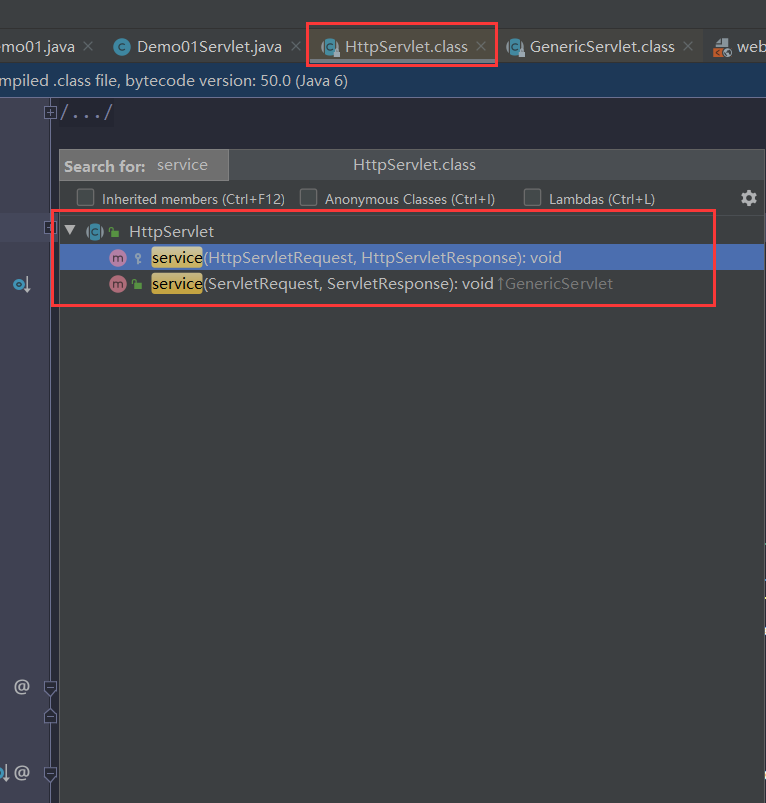 mo01.java Demo01Servlet.java HttpServlet.class GenericServlet.class web
mpiled .class file, bytecode version: 50.0 (Java 6)
/.../
Search for: service HttpServlet.class
Inherited members (Ctrl+F12) Anonymous Classes (Ctrl+I) Lambdas (Ctrl+L)
HttpServlet
m service(HttpServletRequest, HttpServletResponse): void
m service(ServletRequest, ServletResponse): void ↑GenericServlet
@
@